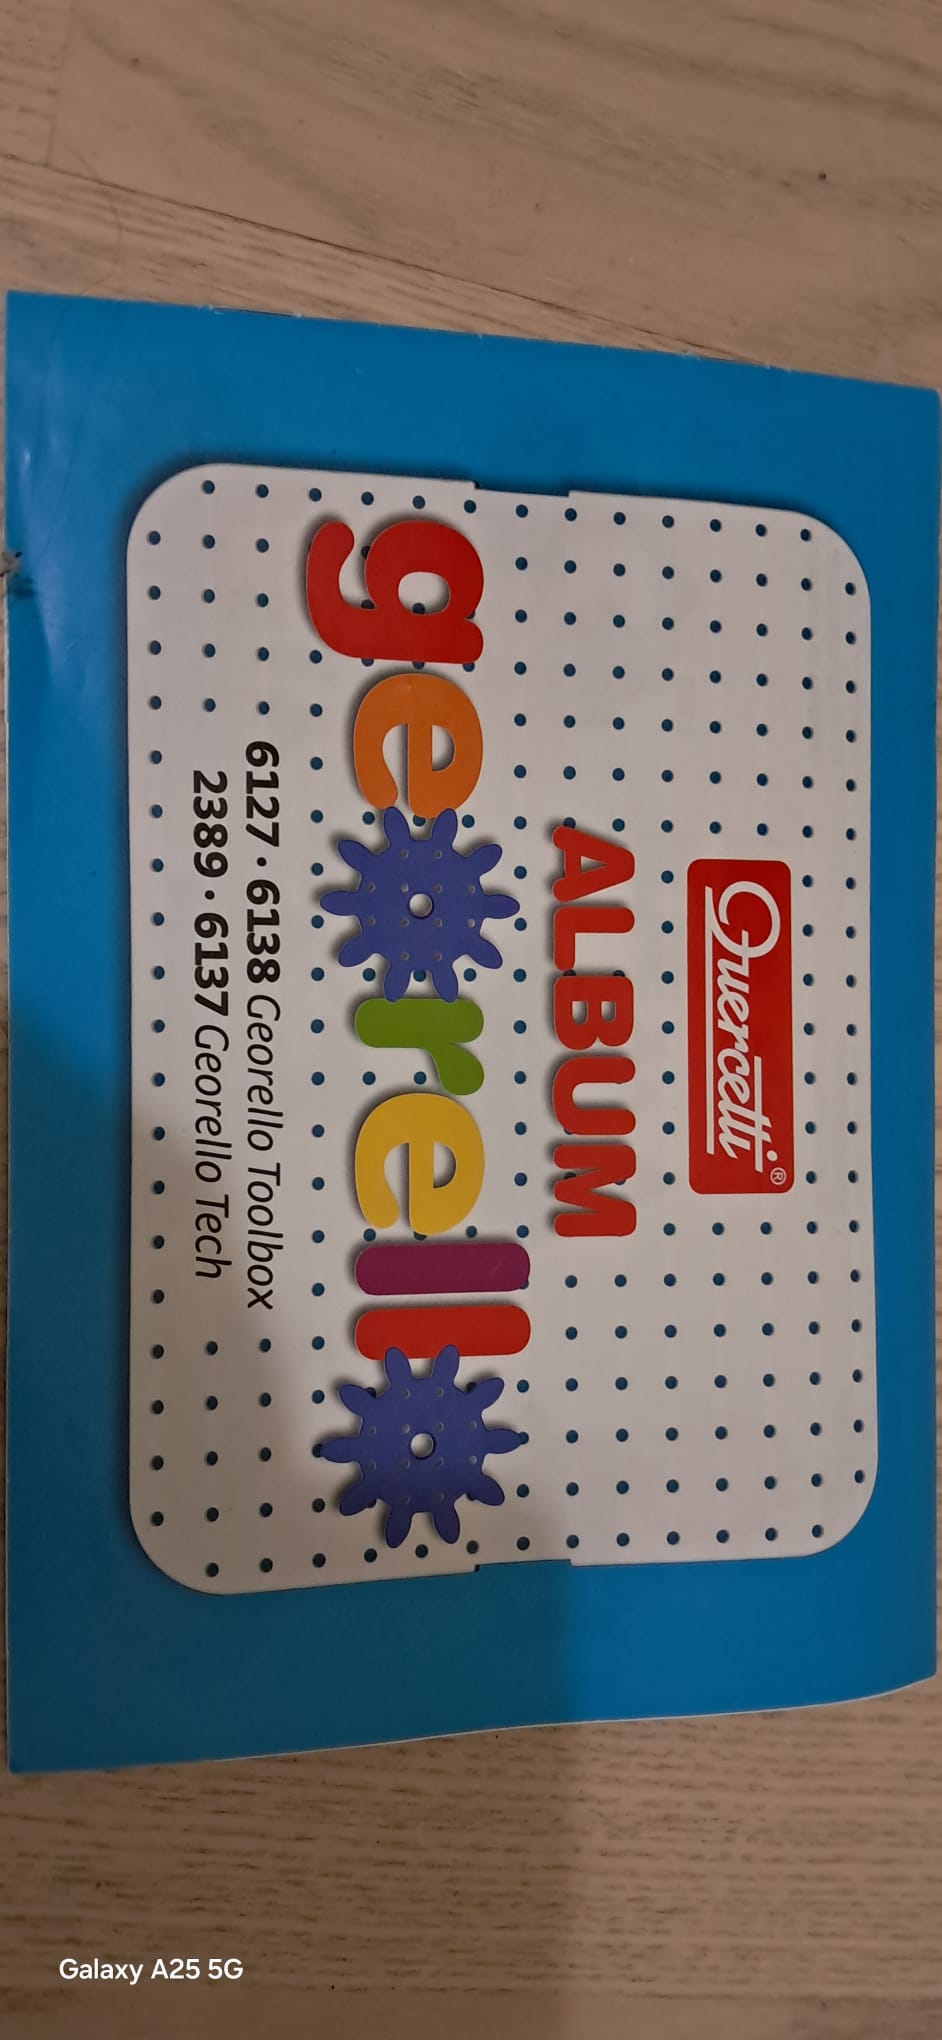 Quercetti®
ALBUM
georello
6127 · 6138 Georello Toolbox
2389 · 6137 Georello Tech
Galaxy A25 5G